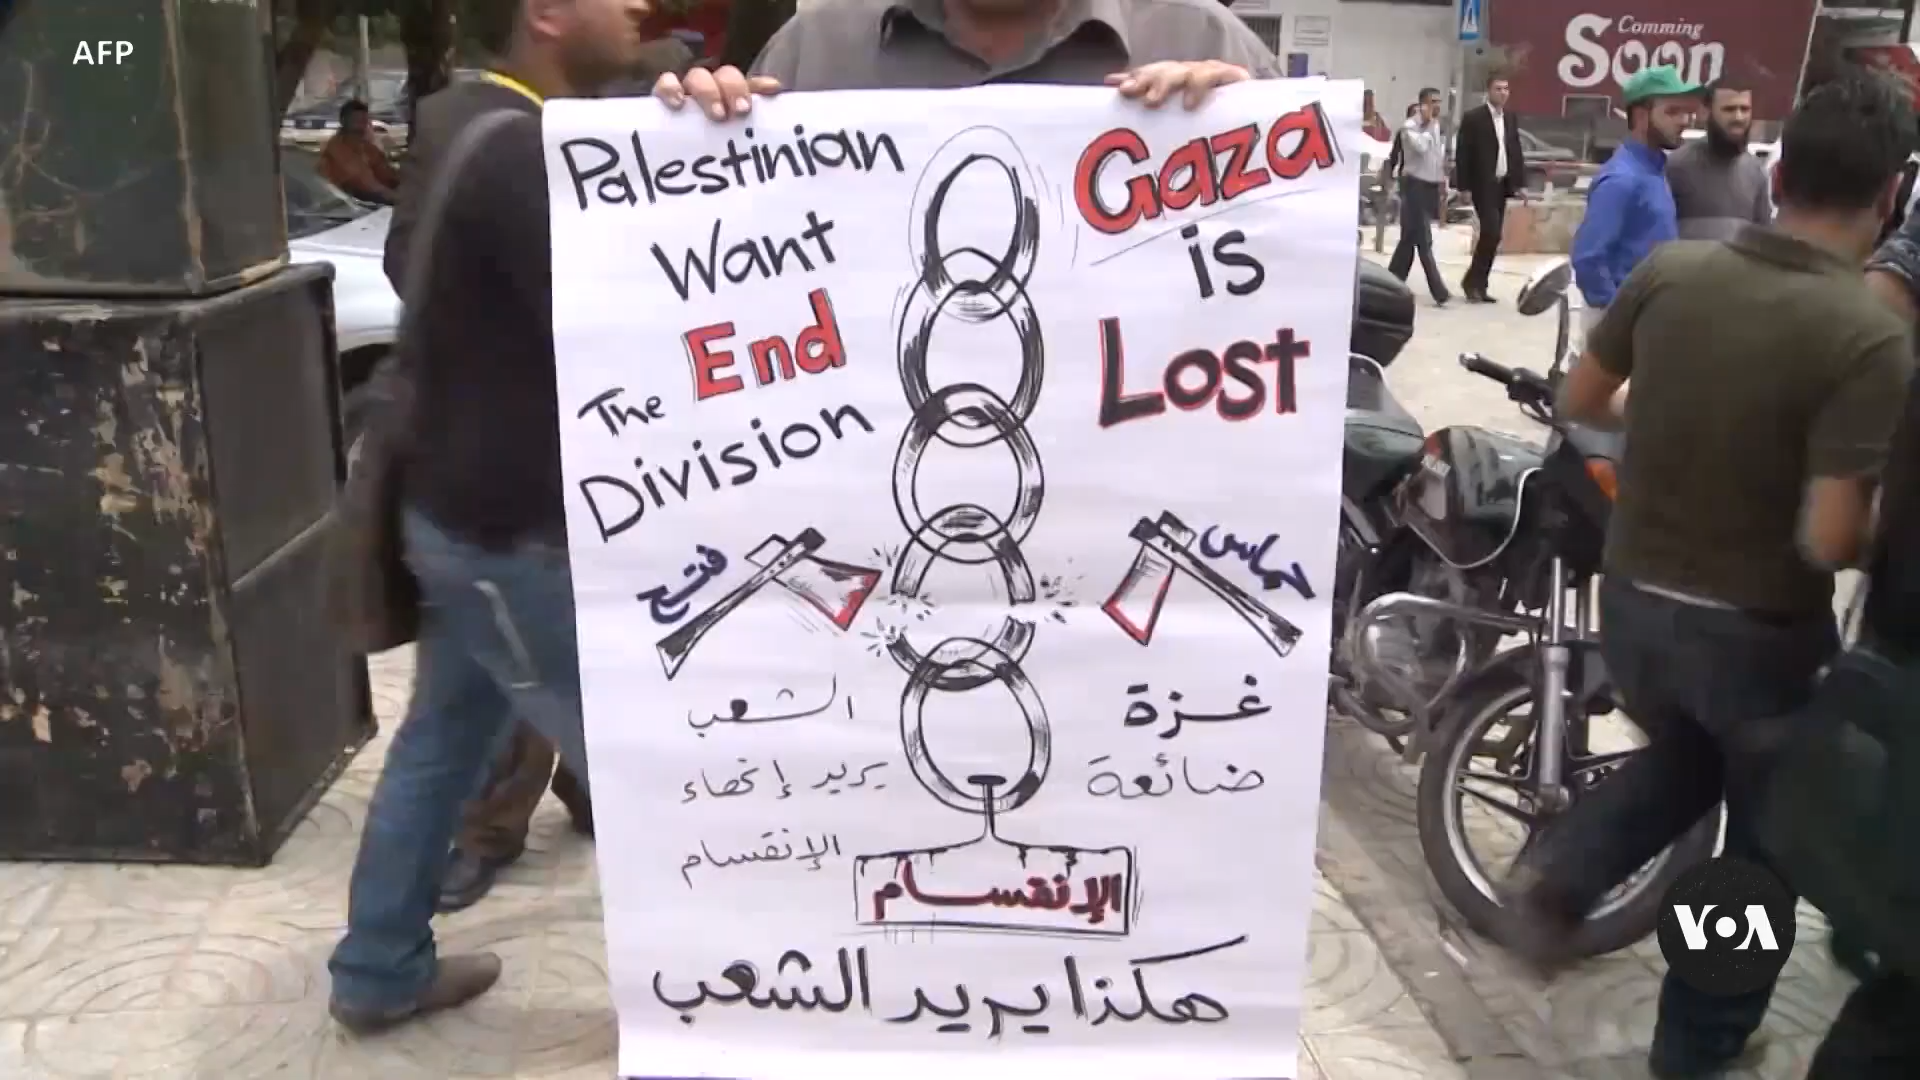 AFP
Comming
Soon
Palestinian
Want
End
The
Division
Gaza
is
Lost
فتح
حماس
الشعب
يريد إنهاء
الإنقسام
غزة
ضائعة
الإنقسام
هكذا يريد الشعب
VOA